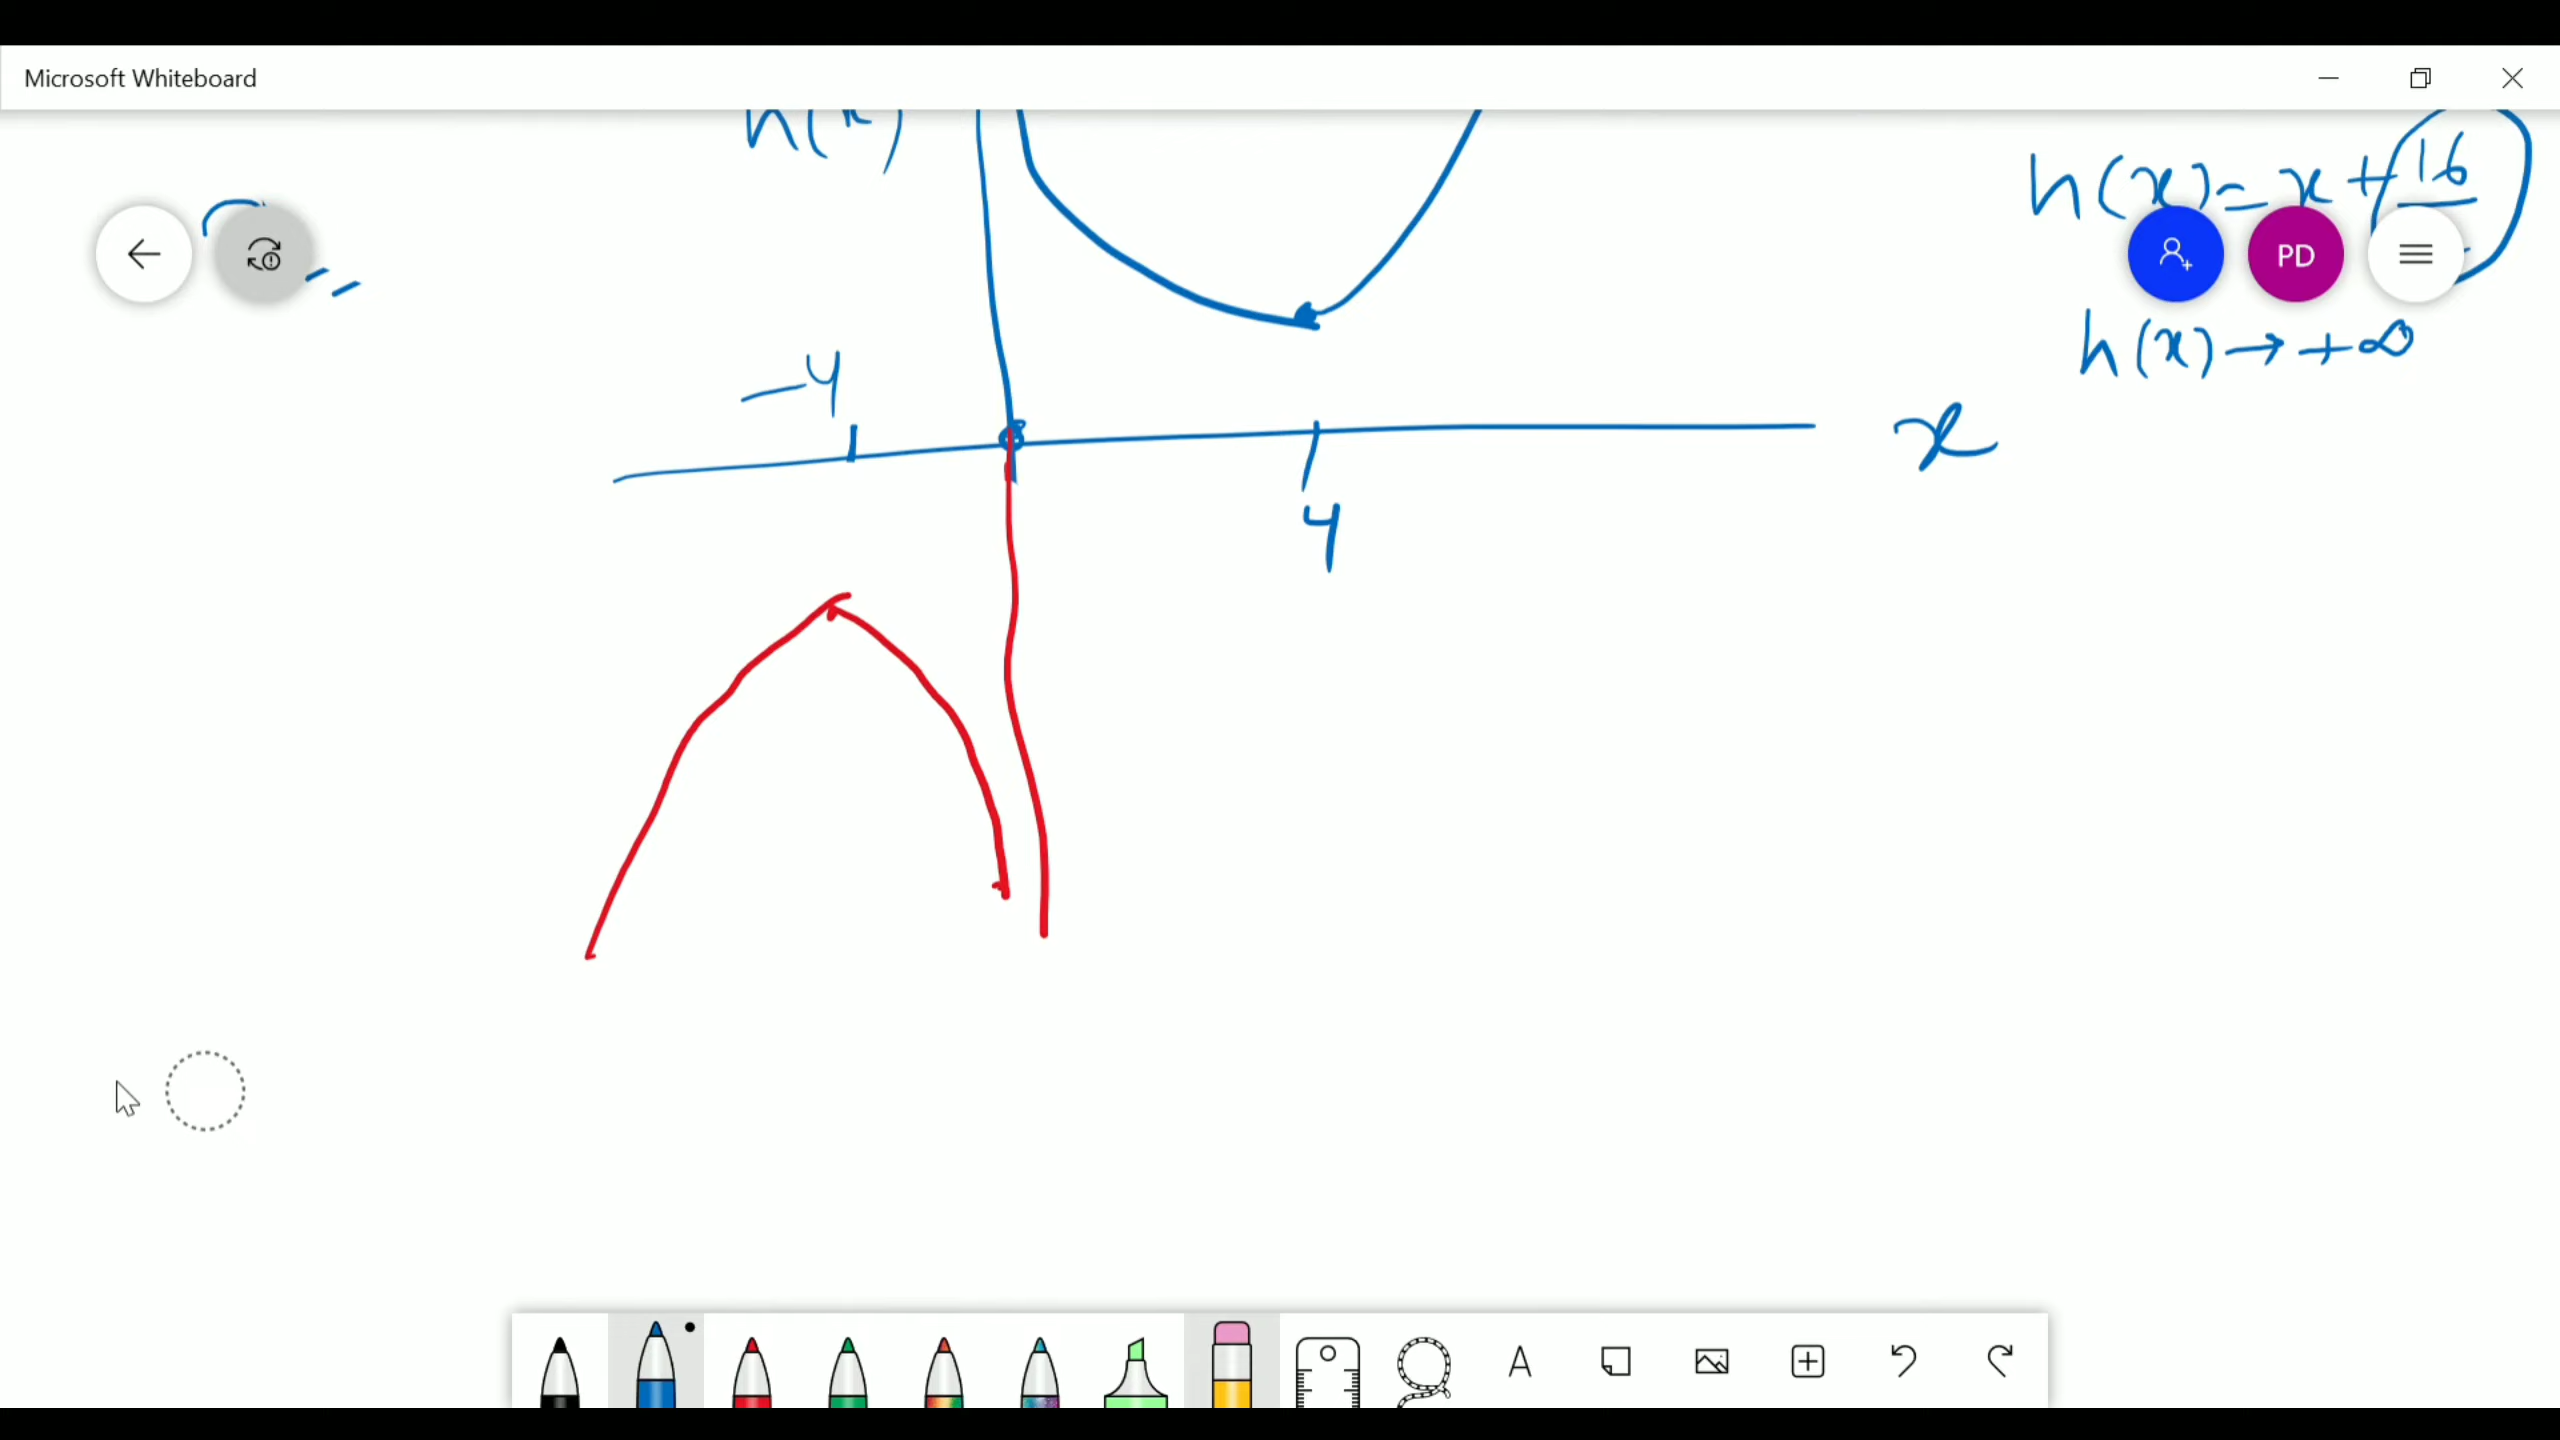 Microsoft Whiteboard
h(x)
h(x)=x+16
PD
h(x)→+∞
-4
x
4
A